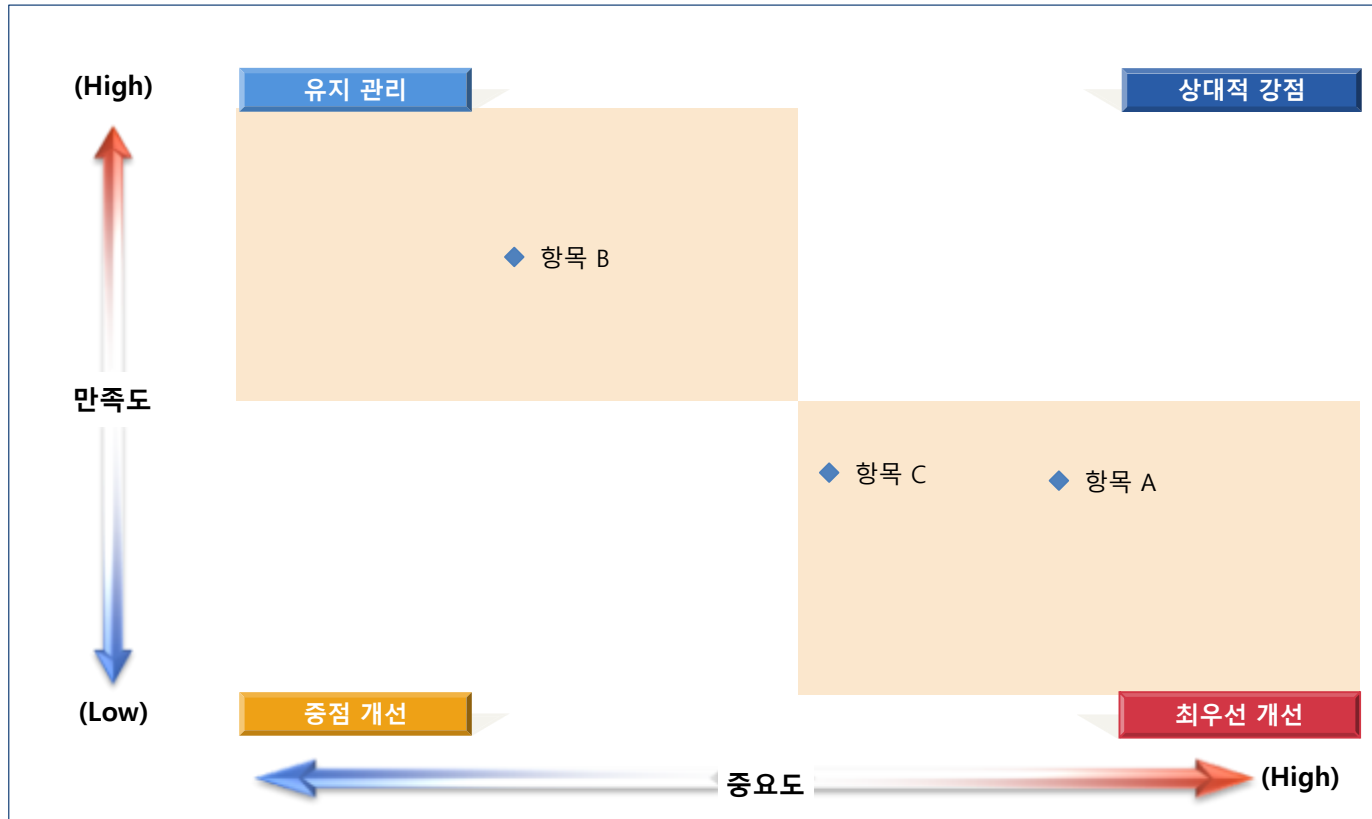 (High)
유지 관리
상대적 강점
항목 B
만족도
항목 C
항목 A
(Low)
중점 개선
최우선 개선
중요도
(High)